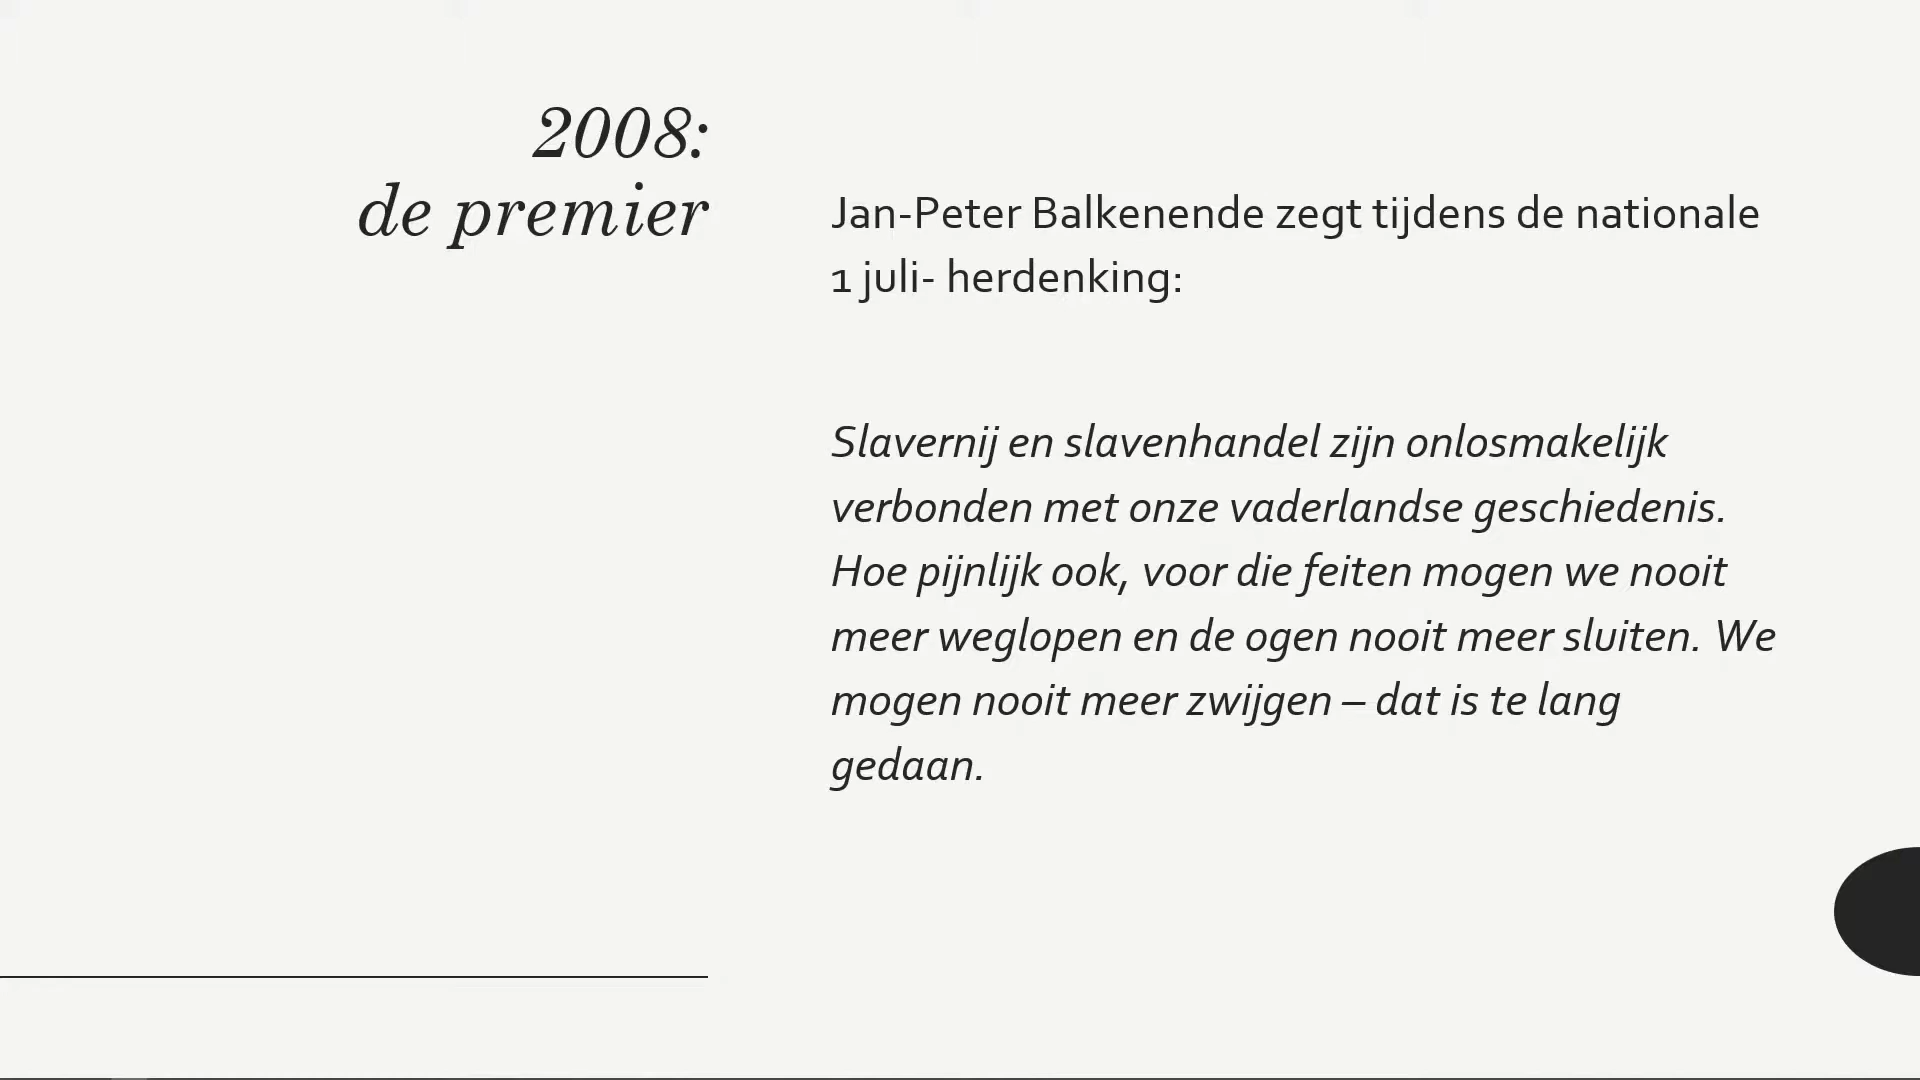 2008:
de premier
Jan-Peter Balkenende zegt tijdens de nationale
1 juli- herdenking:
Slavernij en slavenhandel zijn onlosmakelijk
verbonden met onze vaderlandse geschiedenis.
Hoe pijnlijk ook, voor die feiten mogen we nooit
meer weglopen en de ogen nooit meer sluiten. We
mogen nooit meer zwijgen – dat is te lang
gedaan.